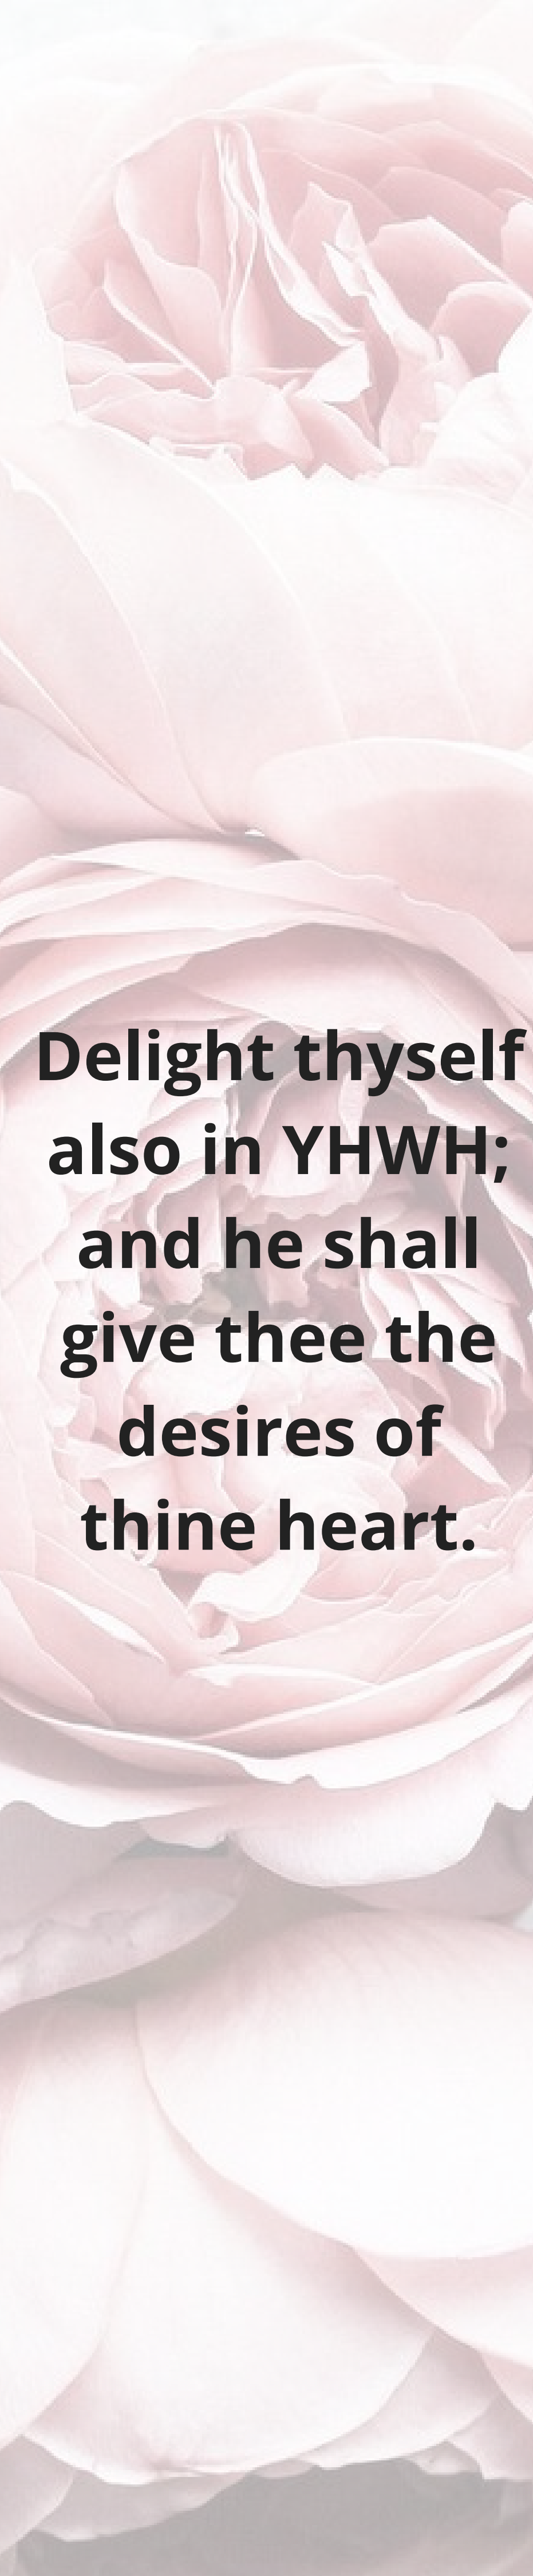 Delight thyself
also in YHWH;
and he shall
give thee the
desires of
thine heart.